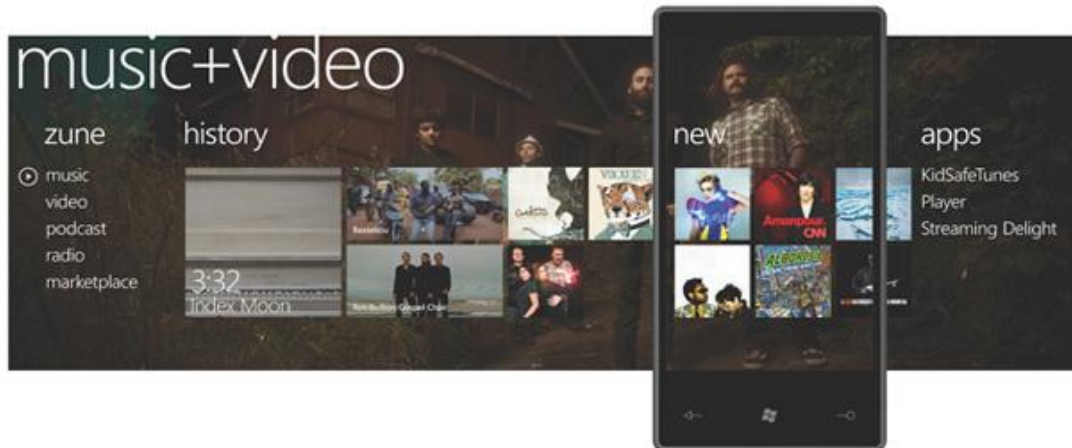 music+video
zune
music
video
podcast
radio
marketplace
history
3:32
Index Moon
Bassekou
new
Amanpour.
CNN
apps
KidSafeTunes
Player
Streaming Delight